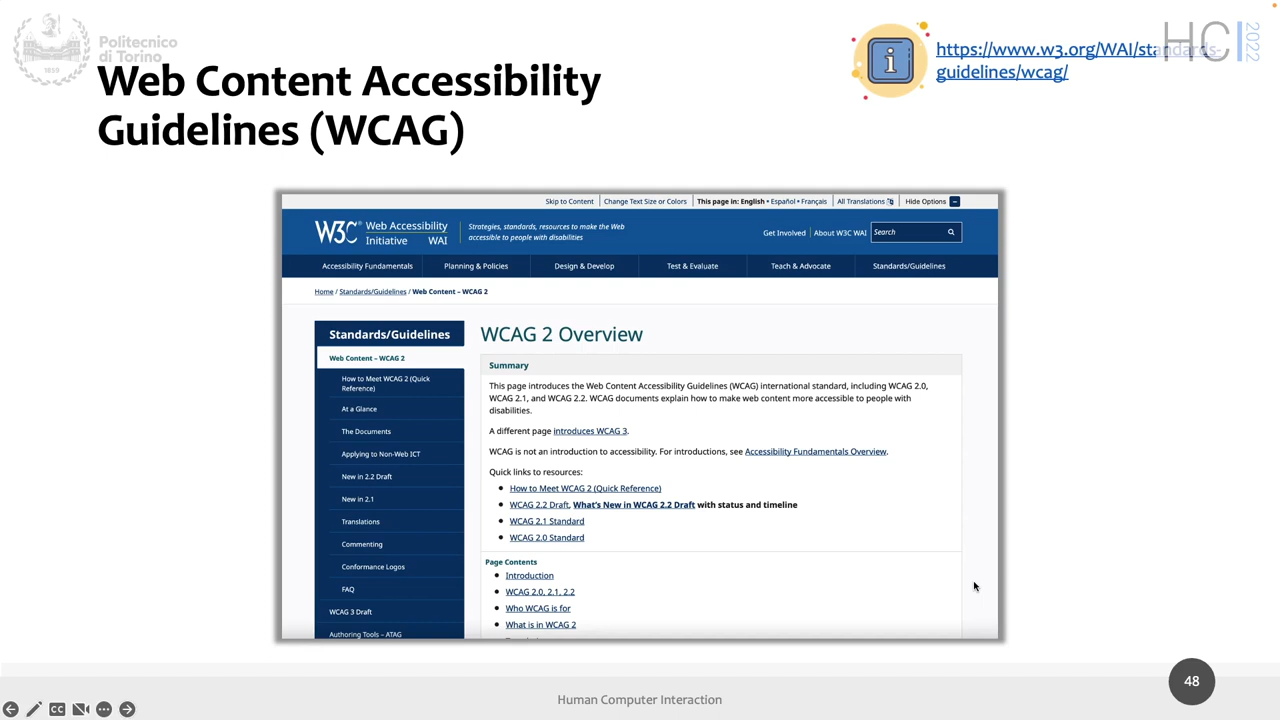 Politecnico
di Torino
1859
Web Content Accessibility
Guidelines (WCAG)
https://www.w3.org/WAI/standards-
guidelines/wcag/
HCI
2022
Skip to Content
Change Text Size or Colors
This page in: English • Español • Français
All Translations
Hide Options
W3C®
Web Accessibility
Initiative WAI
Strategies, standards, resources to make the Web
accessible to people with disabilities
Get Involved
About W3C WAI
Search
Accessibility Fundamentals
Planning & Policies
Design & Develop
Test & Evaluate
Teach & Advocate
Standards/Guidelines
Home / Standards/Guidelines / Web Content – WCAG 2
Standards/Guidelines
Web Content – WCAG 2
How to Meet WCAG 2 (Quick
Reference)
At a Glance
The Documents
Applying to Non-Web ICT
New in 2.2 Draft
New in 2.1
Translations
Commenting
Conformance Logos
FAQ
WCAG 3 Draft
Authoring Tools – ATAG
WCAG 2 Overview
Summary
This page introduces the Web Content Accessibility Guidelines (WCAG) international standard, including WCAG 2.0,
WCAG 2.1, and WCAG 2.2. WCAG documents explain how to make web content more accessible to people with
disabilities.
A different page introduces WCAG 3.
WCAG is not an introduction to accessibility. For introductions, see Accessibility Fundamentals Overview.
Quick links to resources:
• How to Meet WCAG 2 (Quick Reference)
• WCAG 2.2 Draft, What's New in WCAG 2.2 Draft with status and timeline
• WCAG 2.1 Standard
• WCAG 2.0 Standard
Page Contents
• Introduction
• WCAG 2.0, 2.1, 2.2
• Who WCAG is for
• What is in WCAG 2
Human Computer Interaction
48
CC